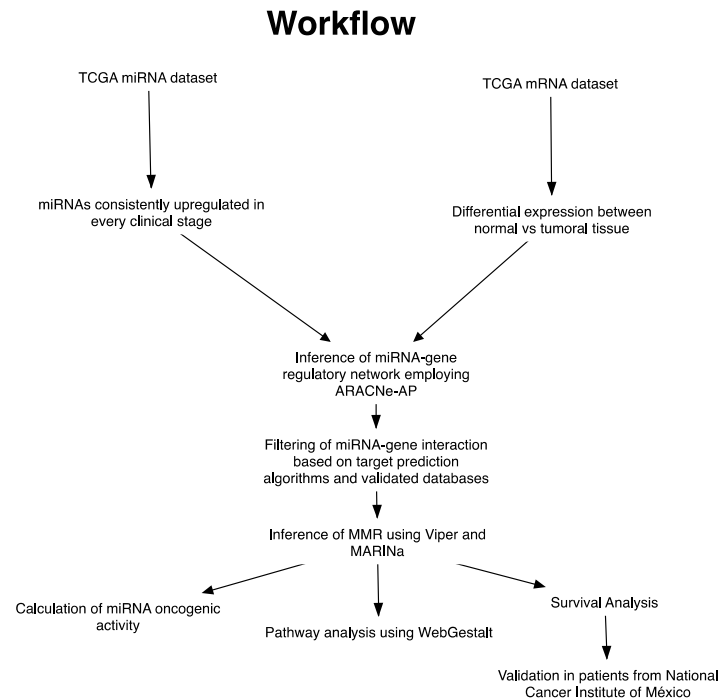 Workflow
TCGA miRNA dataset
TCGA mRNA dataset
miRNAs consistently upregulated in
every clinical stage
Differential expression between
normal vs tumoral tissue
Inference of miRNA-gene
regulatory network employing
ARACNe-AP
Filtering of miRNA-gene interaction
based on target prediction
algorithms and validated databases
Inference of MMR using Viper and
MARINa
Calculation of miRNA oncogenic
activity
Pathway analysis using WebGestalt
Survival Analysis
Validation in patients from National
Cancer Institute of México